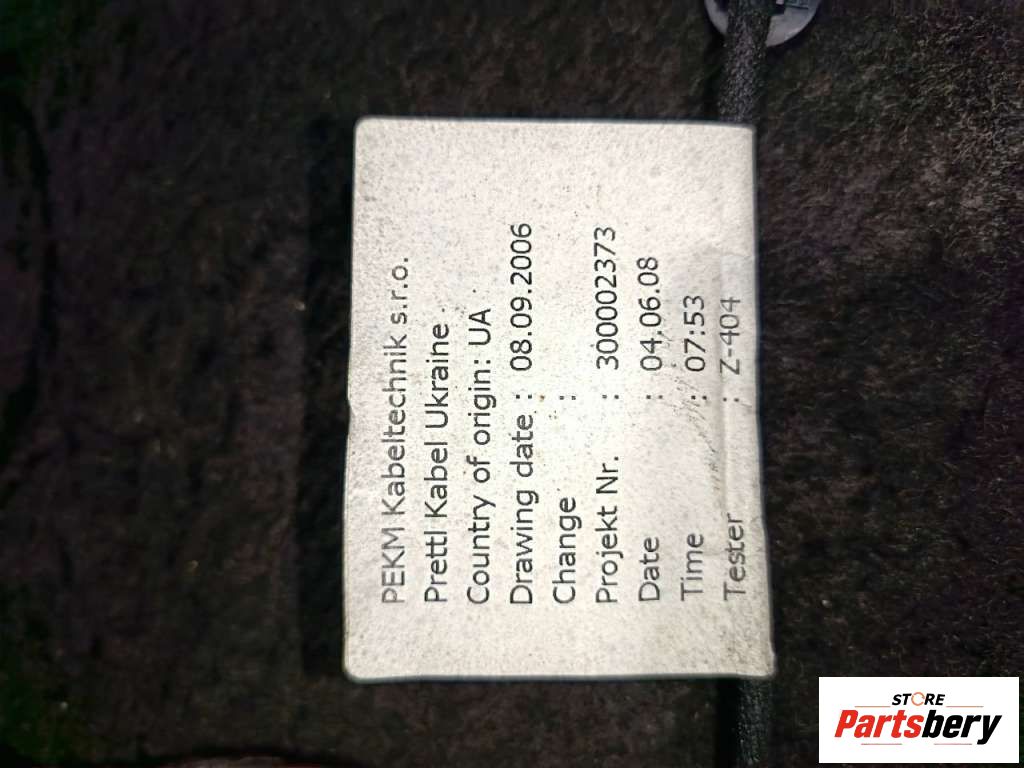 PEKM Kabeltechnik s.r.o.
Prettl Kabel Ukraine
Country of origin: UA
Drawing date : 08.09.2006
Change :
Projekt Nr. : 300002373
Date : 04.06.08
Time : 07:53
Tester : Z-404
STORE
Partsbery